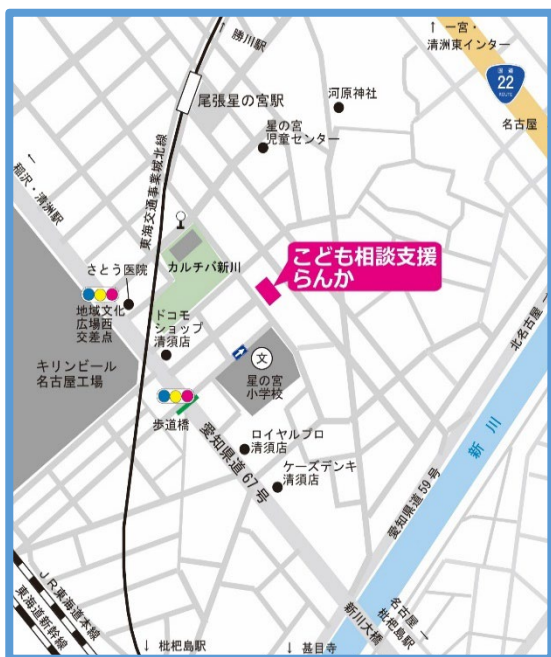 ↑ 一宮・
清洲東インター
↑
勝川駅
国道
22
ROUTE
名古屋
尾張星の宮駅
河原神社
星の宮
児童センター
←
稲沢・清洲駅
東海交通事業城北線
カルチバ新川
こども相談支援
らんか
さとう医院
地域文化
広場西
交差点
ドコモ
ショップ
清須店
北名古屋 →
キリンビール
名古屋工場
文
星の宮
小学校
歩道橋
新川
愛知県道67号
ロイヤルプロ
清須店
ケーズデンキ
清須店
愛知県道59号
JR東海道本線
東海道新幹線
新川大橋
名古屋 →
枇杷島駅
↓ 枇杷島駅
↓ 甚目寺